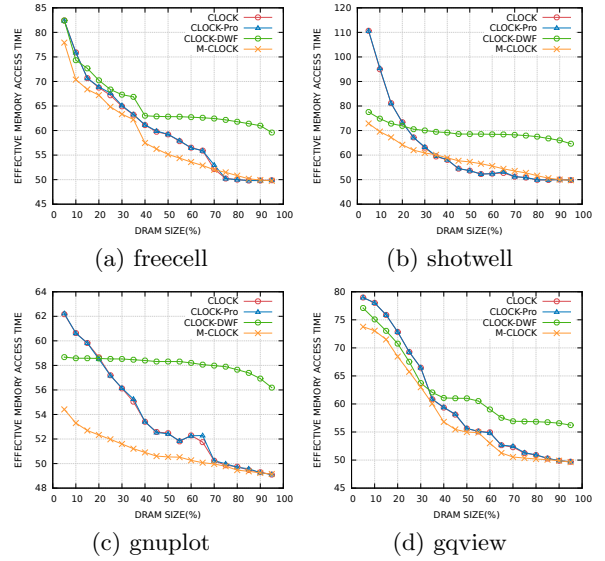 EFFECTIVE MEMORY ACCESS TIME
85
80
75
70
65
60
55
50
45
0 10 20 30 40 50 60 70 80 90 100
DRAM SIZE(%)
CLOCK
CLOCK-Pro
CLOCK-DWF
M-CLOCK
(a) freecell
EFFECTIVE MEMORY ACCESS TIME
120
110
100
90
80
70
60
50
40
0 10 20 30 40 50 60 70 80 90 100
DRAM SIZE(%)
CLOCK
CLOCK-Pro
CLOCK-DWF
M-CLOCK
(b) shotwell
EFFECTIVE MEMORY ACCESS TIME
64
62
60
58
56
54
52
50
48
0 10 20 30 40 50 60 70 80 90 100
DRAM SIZE(%)
CLOCK
CLOCK-Pro
CLOCK-DWF
M-CLOCK
(c) gnuplot
EFFECTIVE MEMORY ACCESS TIME
80
75
70
65
60
55
50
45
0 10 20 30 40 50 60 70 80 90 100
DRAM SIZE(%)
CLOCK
CLOCK-Pro
CLOCK-DWF
M-CLOCK
(d) gqview